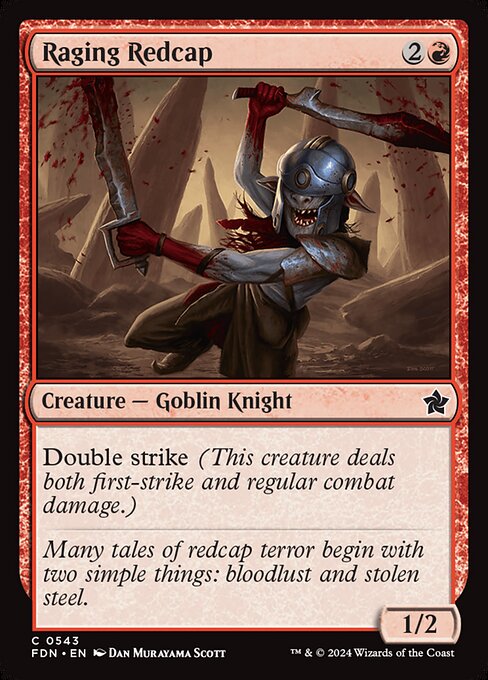 Raging Redcap 2
Creature — Goblin Knight
Double strike (This creature deals
both first-strike and regular combat
damage.)
Many tales of redcap terror begin with
two simple things: bloodlust and stolen
steel.
1/2
C 0543
FDN • EN Dan Murayama Scott
™ & © 2024 Wizards of the Coast